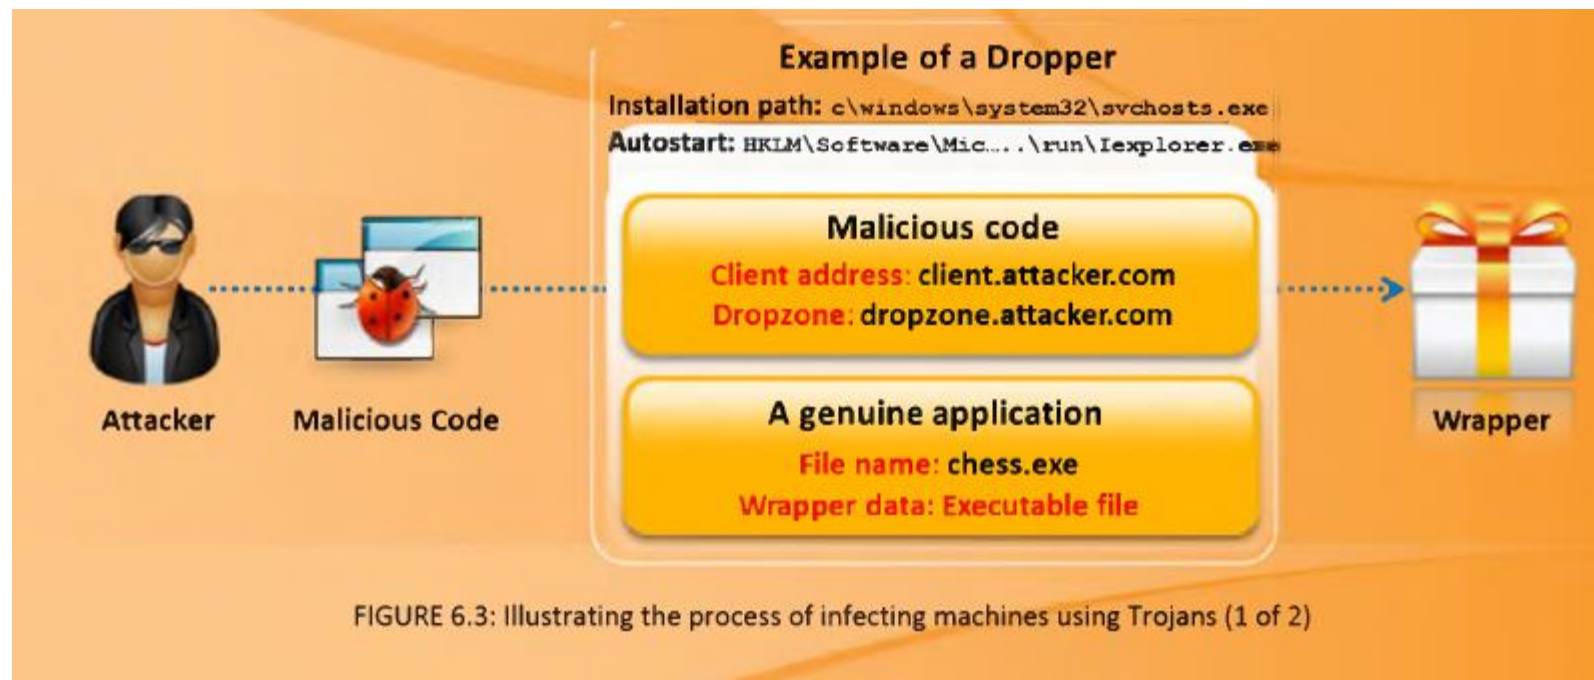 Example of a Dropper
Installation path: c\windows\system32\svchosts.exe
Autostart: HKLM\Software\Mic.....\run\Iexplorer.exe
Malicious code
Client address: client.attacker.com
Dropzone: dropzone.attacker.com
A genuine application
File name: chess.exe
Wrapper data: Executable file
Attacker
Malicious Code
Wrapper
FIGURE 6.3: Illustrating the process of infecting machines using Trojans (1 of 2)